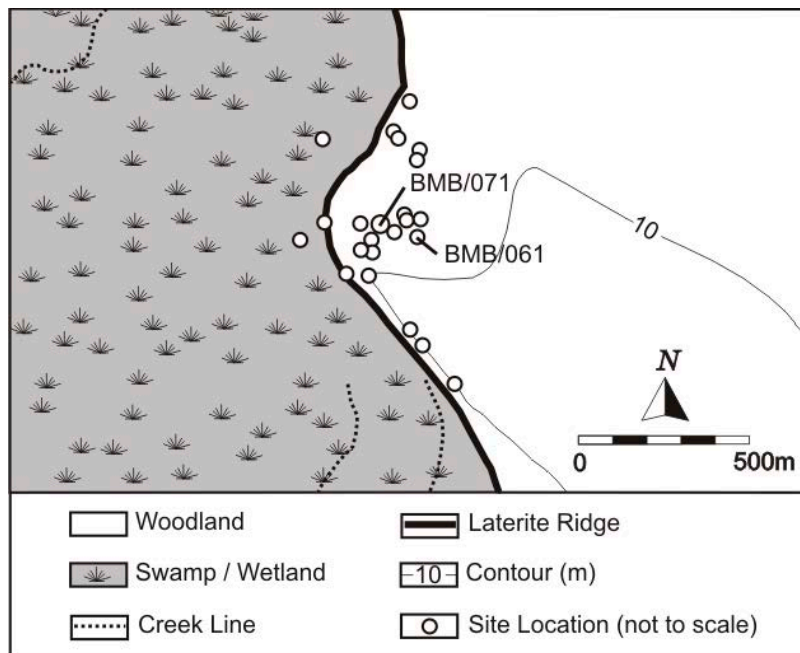 BMB/071
BMB/061
10
N
0 500m
Woodland
Laterite Ridge
Swamp / Wetland
10 Contour (m)
Creek Line
Site Location (not to scale)